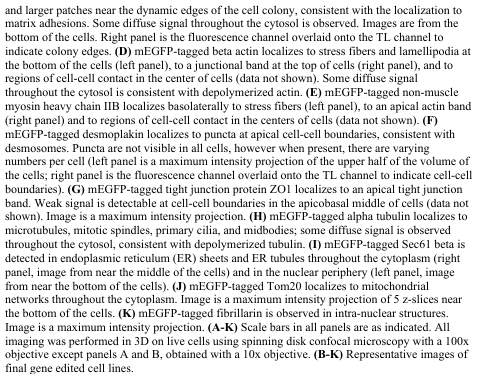 and larger patches near the dynamic edges of the cell colony, consistent with the localization to
matrix adhesions. Some diffuse signal throughout the cytosol is observed. Images are from the
bottom of the cells. Right panel is the fluorescence channel overlaid onto the TL channel to
indicate colony edges. (D) mEGFP-tagged beta actin localizes to stress fibers and lamellipodia at
the bottom of the cells (left panel), to a junctional band at the top of cells (right panel), and to
regions of cell-cell contact in the center of cells (data not shown). Some diffuse signal
throughout the cytosol is consistent with depolymerized actin. (E) mEGFP-tagged non-muscle
myosin heavy chain IIB localizes basolaterally to stress fibers (left panel), to an apical actin band
(right panel) and to regions of cell-cell contact in the centers of cells (data not shown). (F)
mEGFP-tagged desmoplakin localizes to puncta at apical cell-cell boundaries, consistent with
desmosomes. Puncta are not visible in all cells, however when present, there are varying
numbers per cell (left panel is a maximum intensity projection of the upper half of the volume of
the cells; right panel is the fluorescence channel overlaid onto the TL channel to indicate cell-cell
boundaries). (G) mEGFP-tagged tight junction protein ZO1 localizes to an apical tight junction
band. Weak signal is detectable at cell-cell boundaries in the apicobasal middle of cells (data not
shown). Image is a maximum intensity projection. (H) mEGFP-tagged alpha tubulin localizes to
microtubules, mitotic spindles, primary cilia, and midbodies; some diffuse signal is observed
throughout the cytosol, consistent with depolymerized tubulin. (I) mEGFP-tagged Sec61 beta is
detected in endoplasmic reticulum (ER) sheets and ER tubules throughout the cytoplasm (right
panel, image from near the middle of the cells) and in the nuclear periphery (left panel, image
from near the bottom of the cells). (J) mEGFP-tagged Tom20 localizes to mitochondrial
networks throughout the cytoplasm. Image is a maximum intensity projection of 5 z-slices near
the bottom of the cells. (K) mEGFP-tagged fibrillarin is observed in intra-nuclear structures.
Image is a maximum intensity projection. (A-K) Scale bars in all panels are as indicated. All
imaging was performed in 3D on live cells using spinning disk confocal microscopy with a 100x
objective except panels A and B, obtained with a 10x objective. (B-K) Representative images of
final gene edited cell lines.